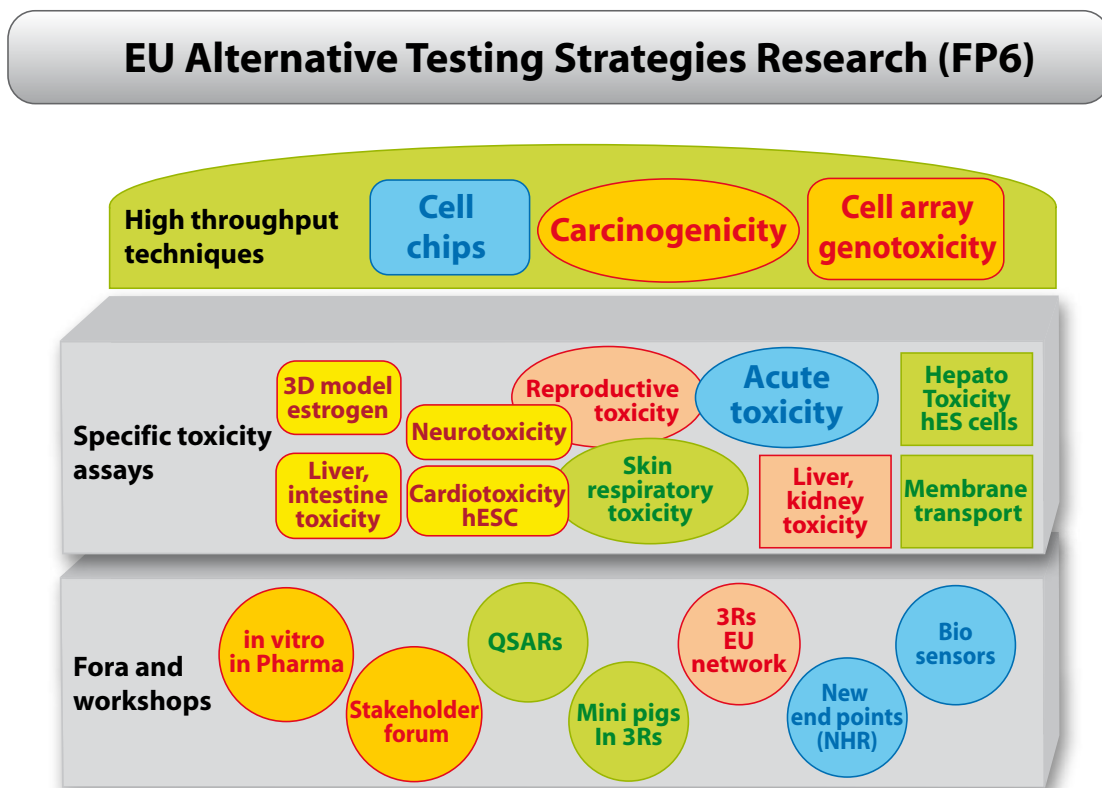 EU Alternative Testing Strategies Research (FP6)
High throughput
techniques
Cell
chips
Carcinogenicity
Cell array
genotoxicity
Specific toxicity
assays
3D model
estrogen
Neurotoxicity
Reproductive
toxicity
Acute
toxicity
Hepato
Toxicity
hES cells
Liver,
intestine
toxicity
Cardiotoxicity
hESC
Skin
respiratory
toxicity
Liver,
kidney
toxicity
Membrane
transport
Fora and
workshops
in vitro
in Pharma
Stakeholder
forum
QSARs
Mini pigs
In 3Rs
3Rs
EU
network
New
end points
(NHR)
Bio
sensors